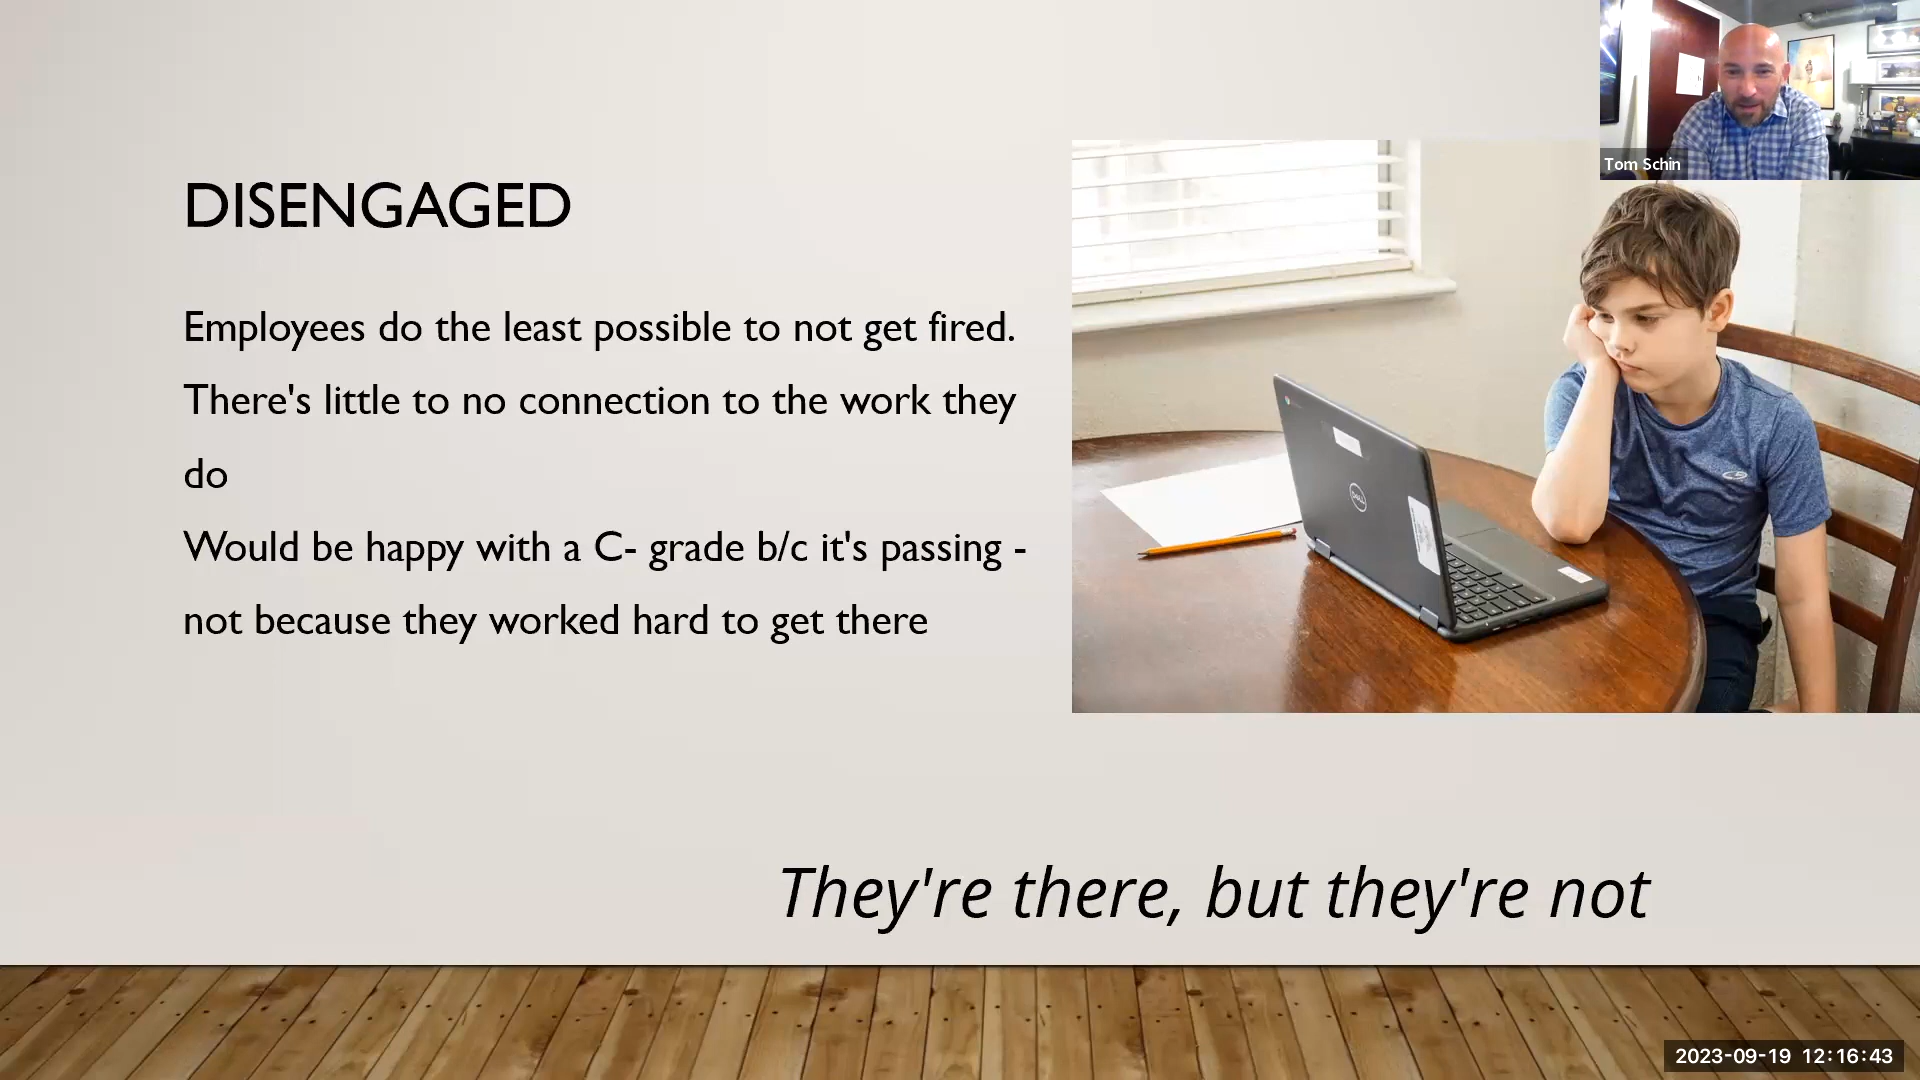 Tom Schin
DISENGAGED
Employees do the least possible to not get fired.
There's little to no connection to the work they
do
Would be happy with a C- grade b/c it's passing -
not because they worked hard to get there
DELL
They're there, but they're not
2023-09-19 12:16:43